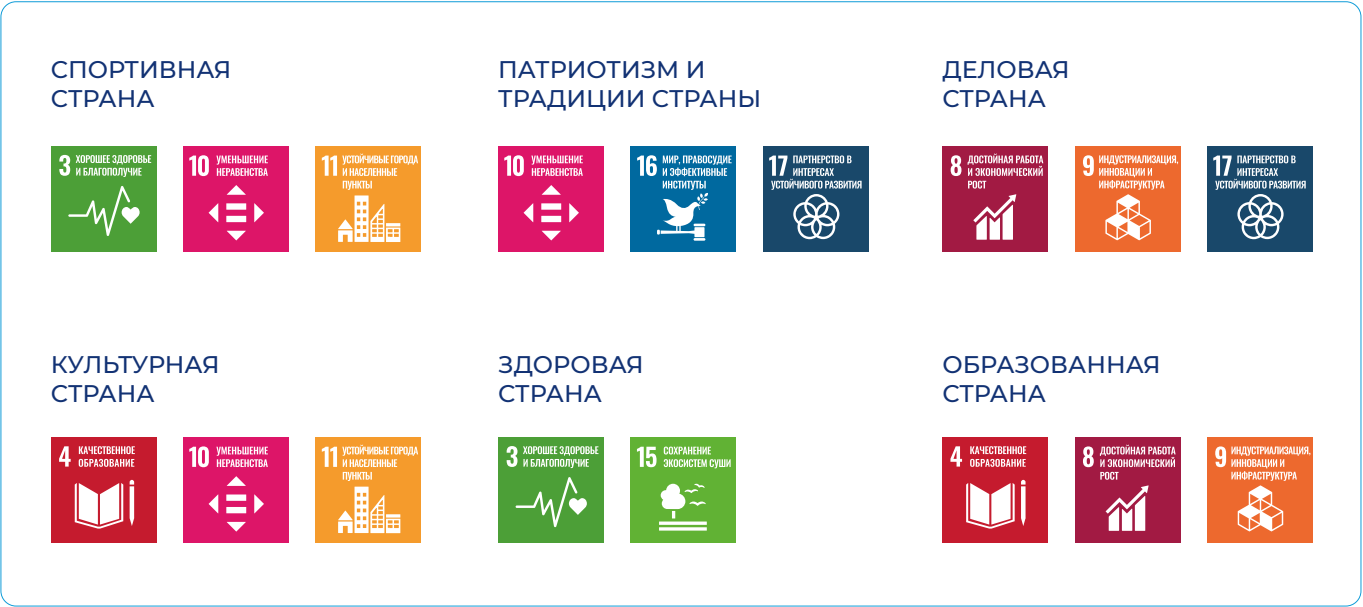 СПОРТИВНАЯ
СТРАНА
3 ХОРОШЕЕ ЗДОРОВЬЕ
И БЛАГОПОЛУЧИЕ
10 УМЕНЬШЕНИЕ
НЕРАВЕНСТВА
11 УСТОЙЧИВЫЕ ГОРОДА
И НАСЕЛЕННЫЕ
ПУНКТЫ
ПАТРИОТИЗМ И
ТРАДИЦИИ СТРАНЫ
10 УМЕНЬШЕНИЕ
НЕРАВЕНСТВА
16 МИР, ПРАВОСУДИЕ
И ЭФФЕКТИВНЫЕ
ИНСТИТУТЫ
17 ПАРТНЕРСТВО В
ИНТЕРЕСАХ
УСТОЙЧИВОГО РАЗВИТИЯ
ДЕЛОВАЯ
СТРАНА
8 ДОСТОЙНАЯ РАБОТА
И ЭКОНОМИЧЕСКИЙ
РОСТ
9 ИНДУСТРИАЛИЗАЦИЯ,
ИННОВАЦИИ И
ИНФРАСТРУКТУРА
17 ПАРТНЕРСТВО В
ИНТЕРЕСАХ
УСТОЙЧИВОГО РАЗВИТИЯ
КУЛЬТУРНАЯ
СТРАНА
4 КАЧЕСТВЕННОЕ
ОБРАЗОВАНИЕ
10 УМЕНЬШЕНИЕ
НЕРАВЕНСТВА
11 УСТОЙЧИВЫЕ ГОРОДА
И НАСЕЛЕННЫЕ
ПУНКТЫ
ЗДОРОВАЯ
СТРАНА
3 ХОРОШЕЕ ЗДОРОВЬЕ
И БЛАГОПОЛУЧИЕ
15 СОХРАНЕНИЕ
ЭКОСИСТЕМ СУШИ
ОБРАЗОВАННАЯ
СТРАНА
4 КАЧЕСТВЕННОЕ
ОБРАЗОВАНИЕ
8 ДОСТОЙНАЯ РАБОТА
И ЭКОНОМИЧЕСКИЙ
РОСТ
9 ИНДУСТРИАЛИЗАЦИЯ,
ИННОВАЦИИ И
ИНФРАСТРУКТУРА